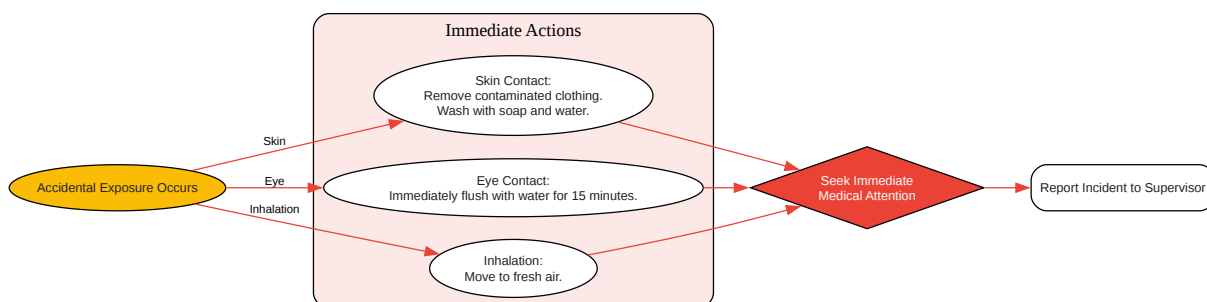 Immediate Actions
Skin Contact:
Remove contaminated clothing.
Wash with soap and water.
Skin
Accidental Exposure Occurs
Eye
Eye Contact:
Immediately flush with water for 15 minutes.
Seek Immediate
Medical Attention
Report Incident to Supervisor
Inhalation
Inhalation:
Move to fresh air.